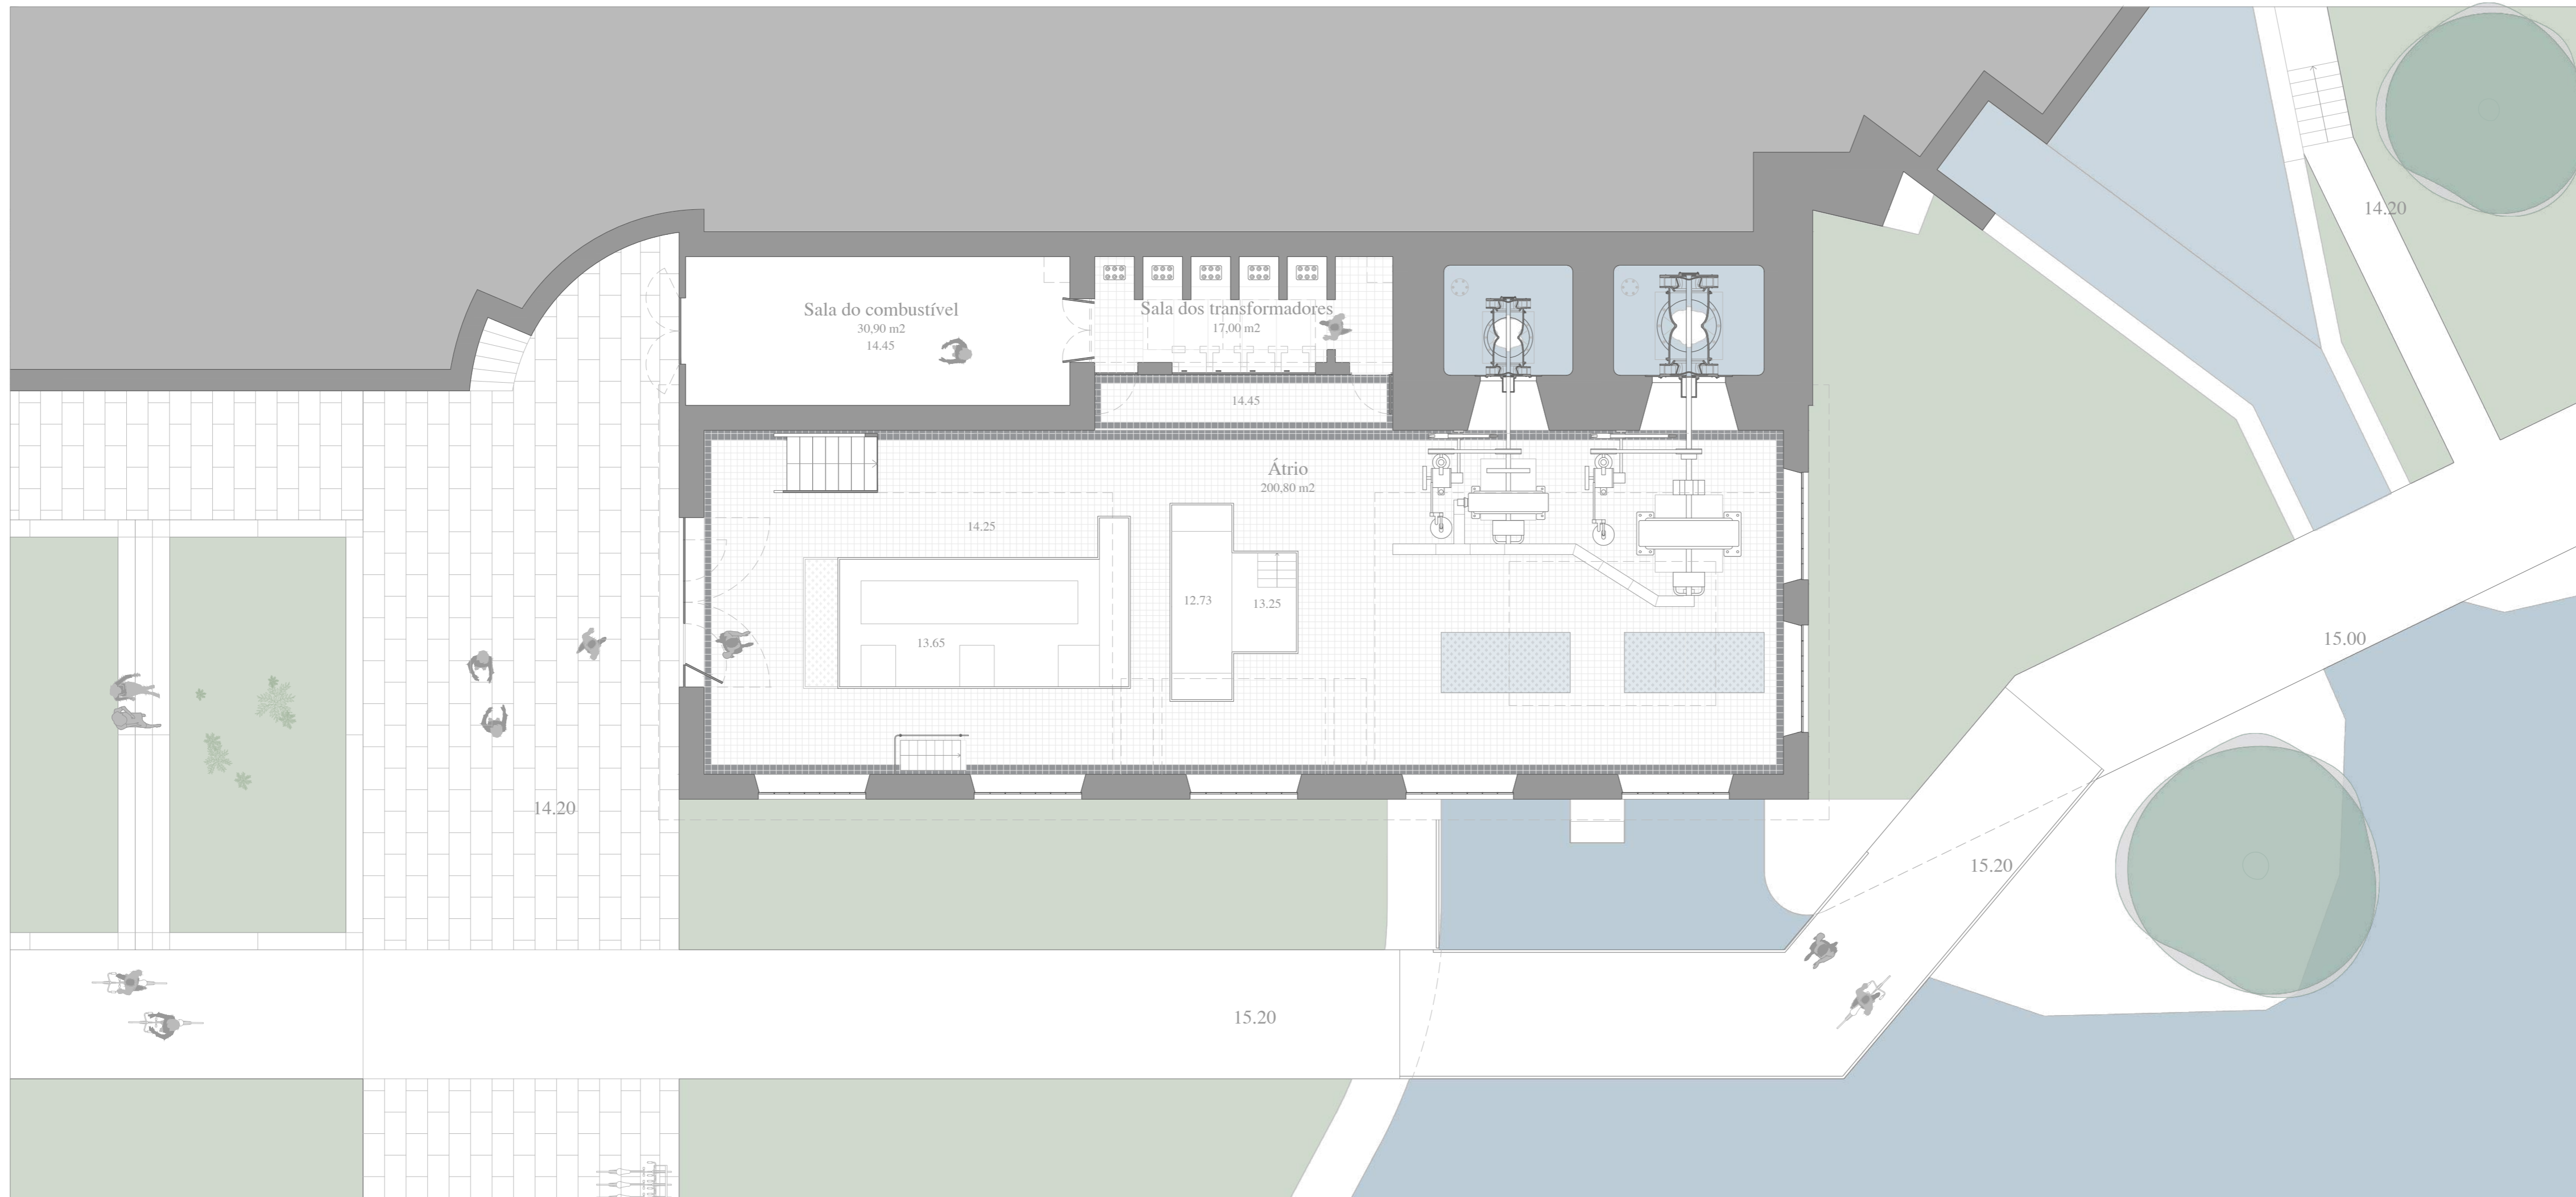 14.20
Sala do combustível
30,90 m2
14.45
Sala dos transformadores
17,00 m2
14.45
Átrio
200,80 m2
14.25
12.73
13.25
13.65
15.00
14.20
15.20
15.20